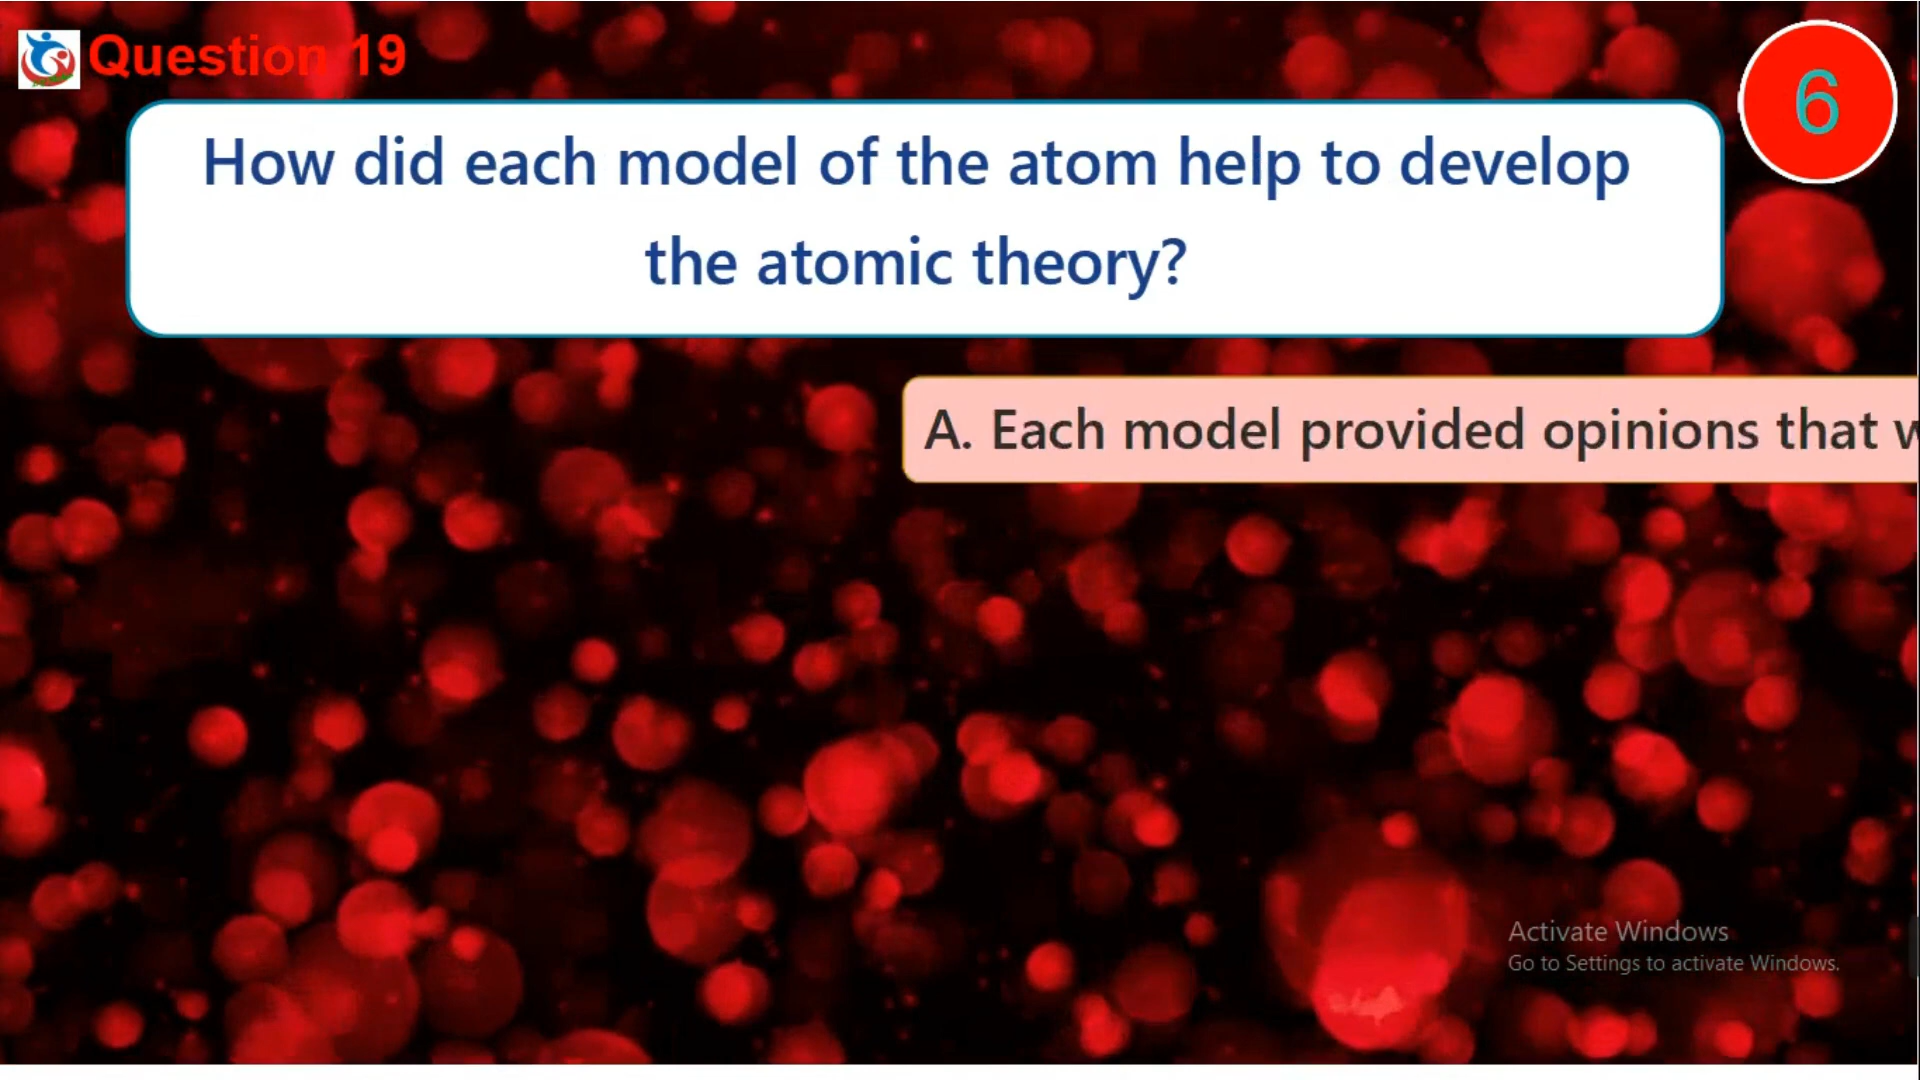 Question 19
6
How did each model of the atom help to develop
the atomic theory?
A. Each model provided opinions that
Activate Windows
Go to Settings to activate Windows.